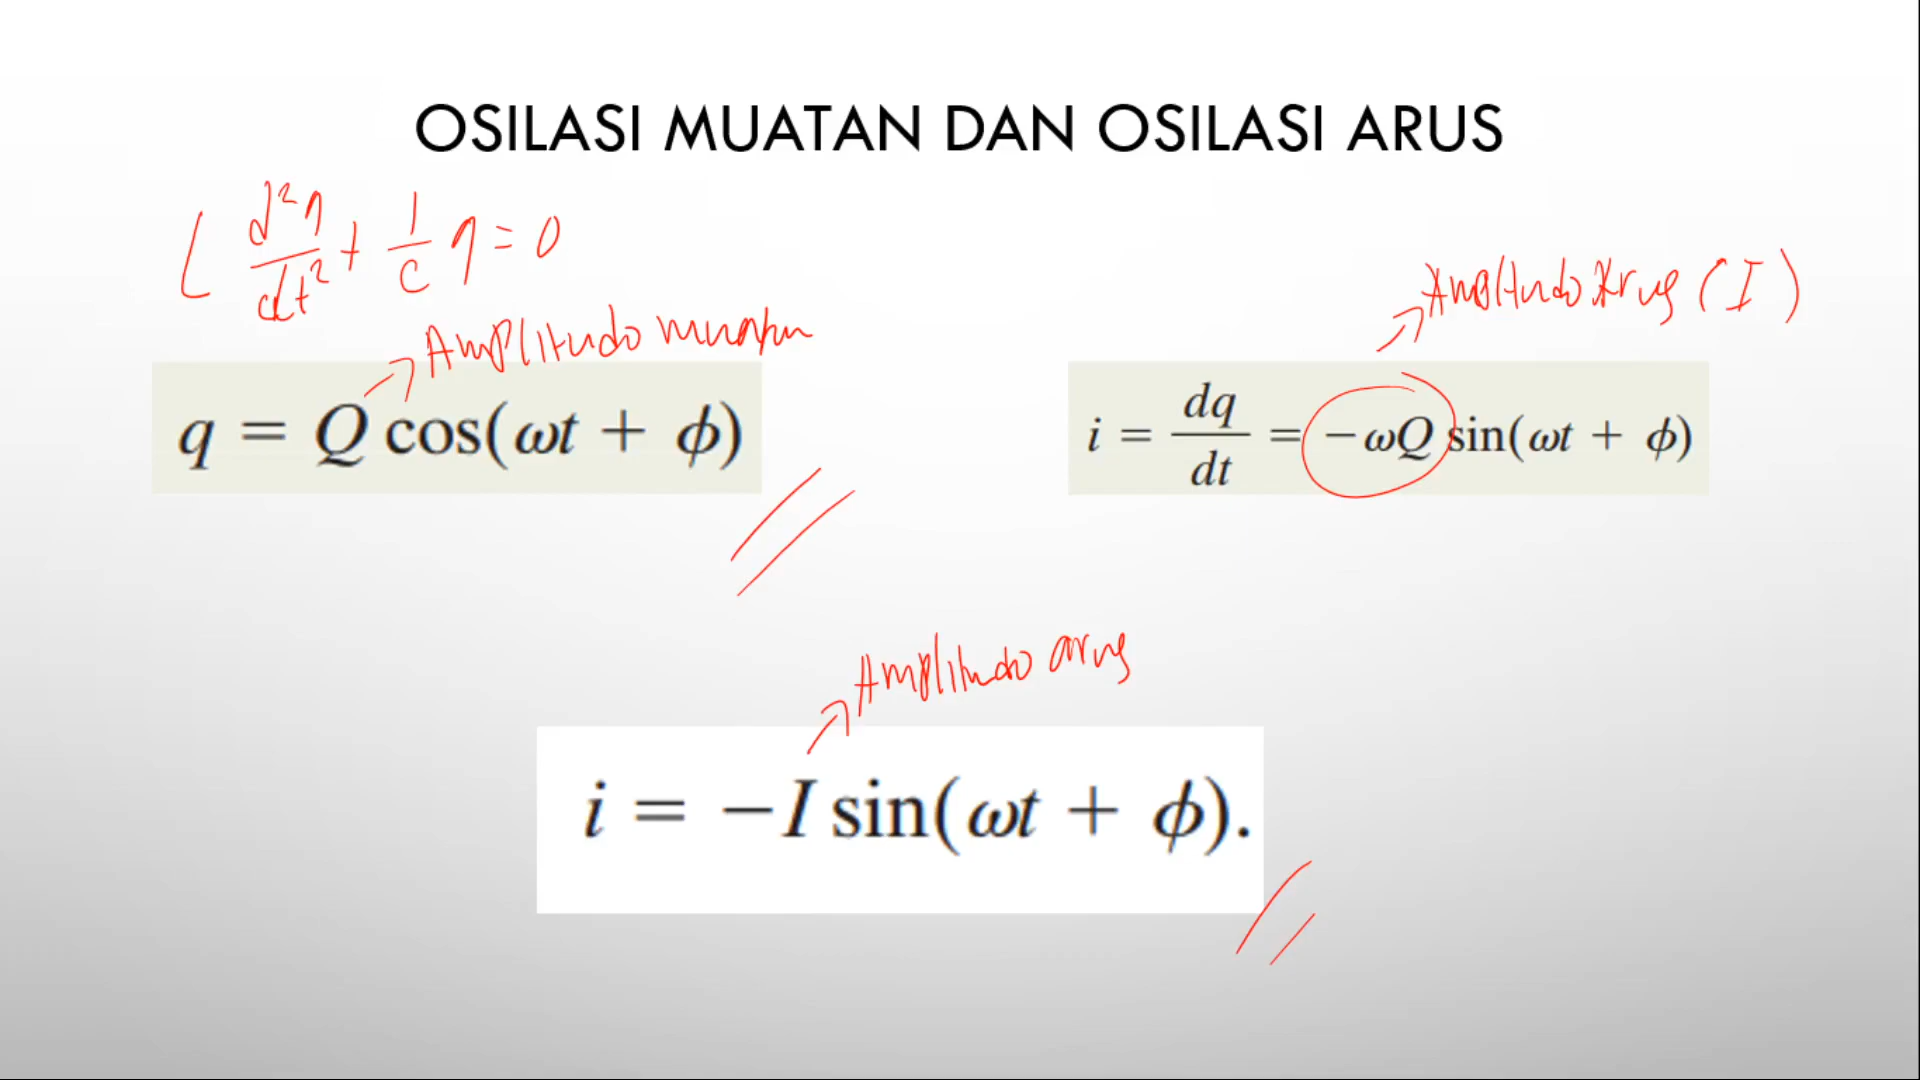 OSILASI MUATAN DAN OSILASI ARUS
L d²q/dt² + 1/C q = 0
Amplitudo muatan
q = Q cos(ωt + ϕ)
Amplitudo Arus (I)
i = dq/dt = −ωQ sin(ωt + ϕ)
Amplitudo arus
i = −I sin(ωt + ϕ).